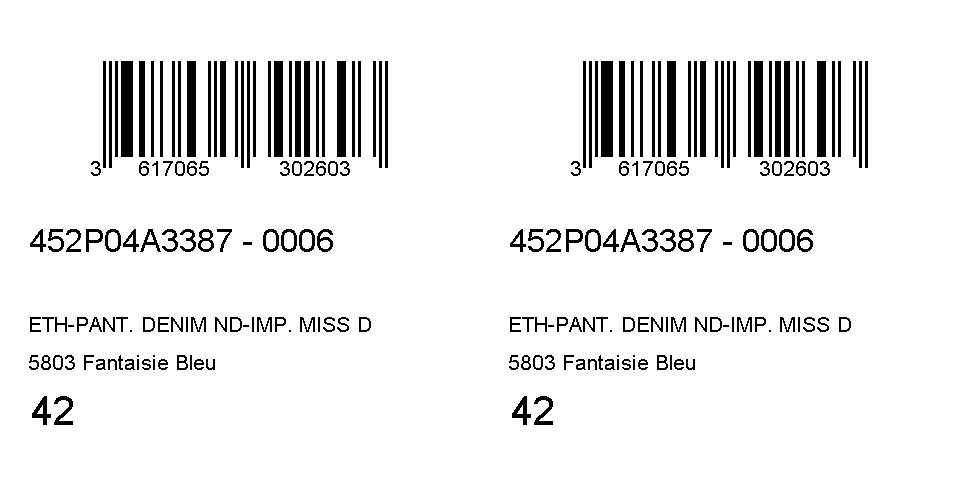 3 617065 302603
452P04A3387 - 0006
ETH-PANT. DENIM ND-IMP. MISS D
5803 Fantaisie Bleu
42
3 617065 302603
452P04A3387 - 0006
ETH-PANT. DENIM ND-IMP. MISS D
5803 Fantaisie Bleu
42